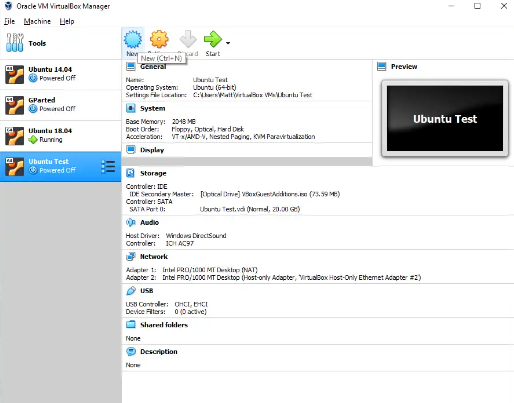 Oracle VM VirtualBox Manager
File Machine Help
Tools
New
Start
New (Ctrl+N)
Ubuntu 14.04
Powered Off
GParted
Powered Off
Ubuntu 18.04
Running
Ubuntu Test
Powered Off
General
Name: Ubuntu Test
Operating System: Ubuntu (64-bit)
Settings File Location: C:\Users\Matt\VirtualBox VMs\Ubuntu Test
System
Base Memory: 2048 MB
Boot Order: Floppy, Optical, Hard Disk
Acceleration: VT-x/AMD-V, Nested Paging, KVM Paravirtualization
Display
Storage
Controller: IDE
IDE Secondary Master: [Optical Drive] VBoxGuestAdditions.iso (73.59 MB)
Controller: SATA
SATA Port 0: Ubuntu Test.vdi (Normal, 20.00 GB)
Audio
Host Driver: Windows DirectSound
Controller: ICH AC97
Network
Adapter 1: Intel PRO/1000 MT Desktop (NAT)
Adapter 2: Intel PRO/1000 MT Desktop (Host-only Adapter, 'VirtualBox Host-Only Ethernet Adapter #2')
USB
USB Controller: OHCI, EHCI
Device Filters: 0 (0 active)
Shared folders
None
Description
None
Preview
Ubuntu Test